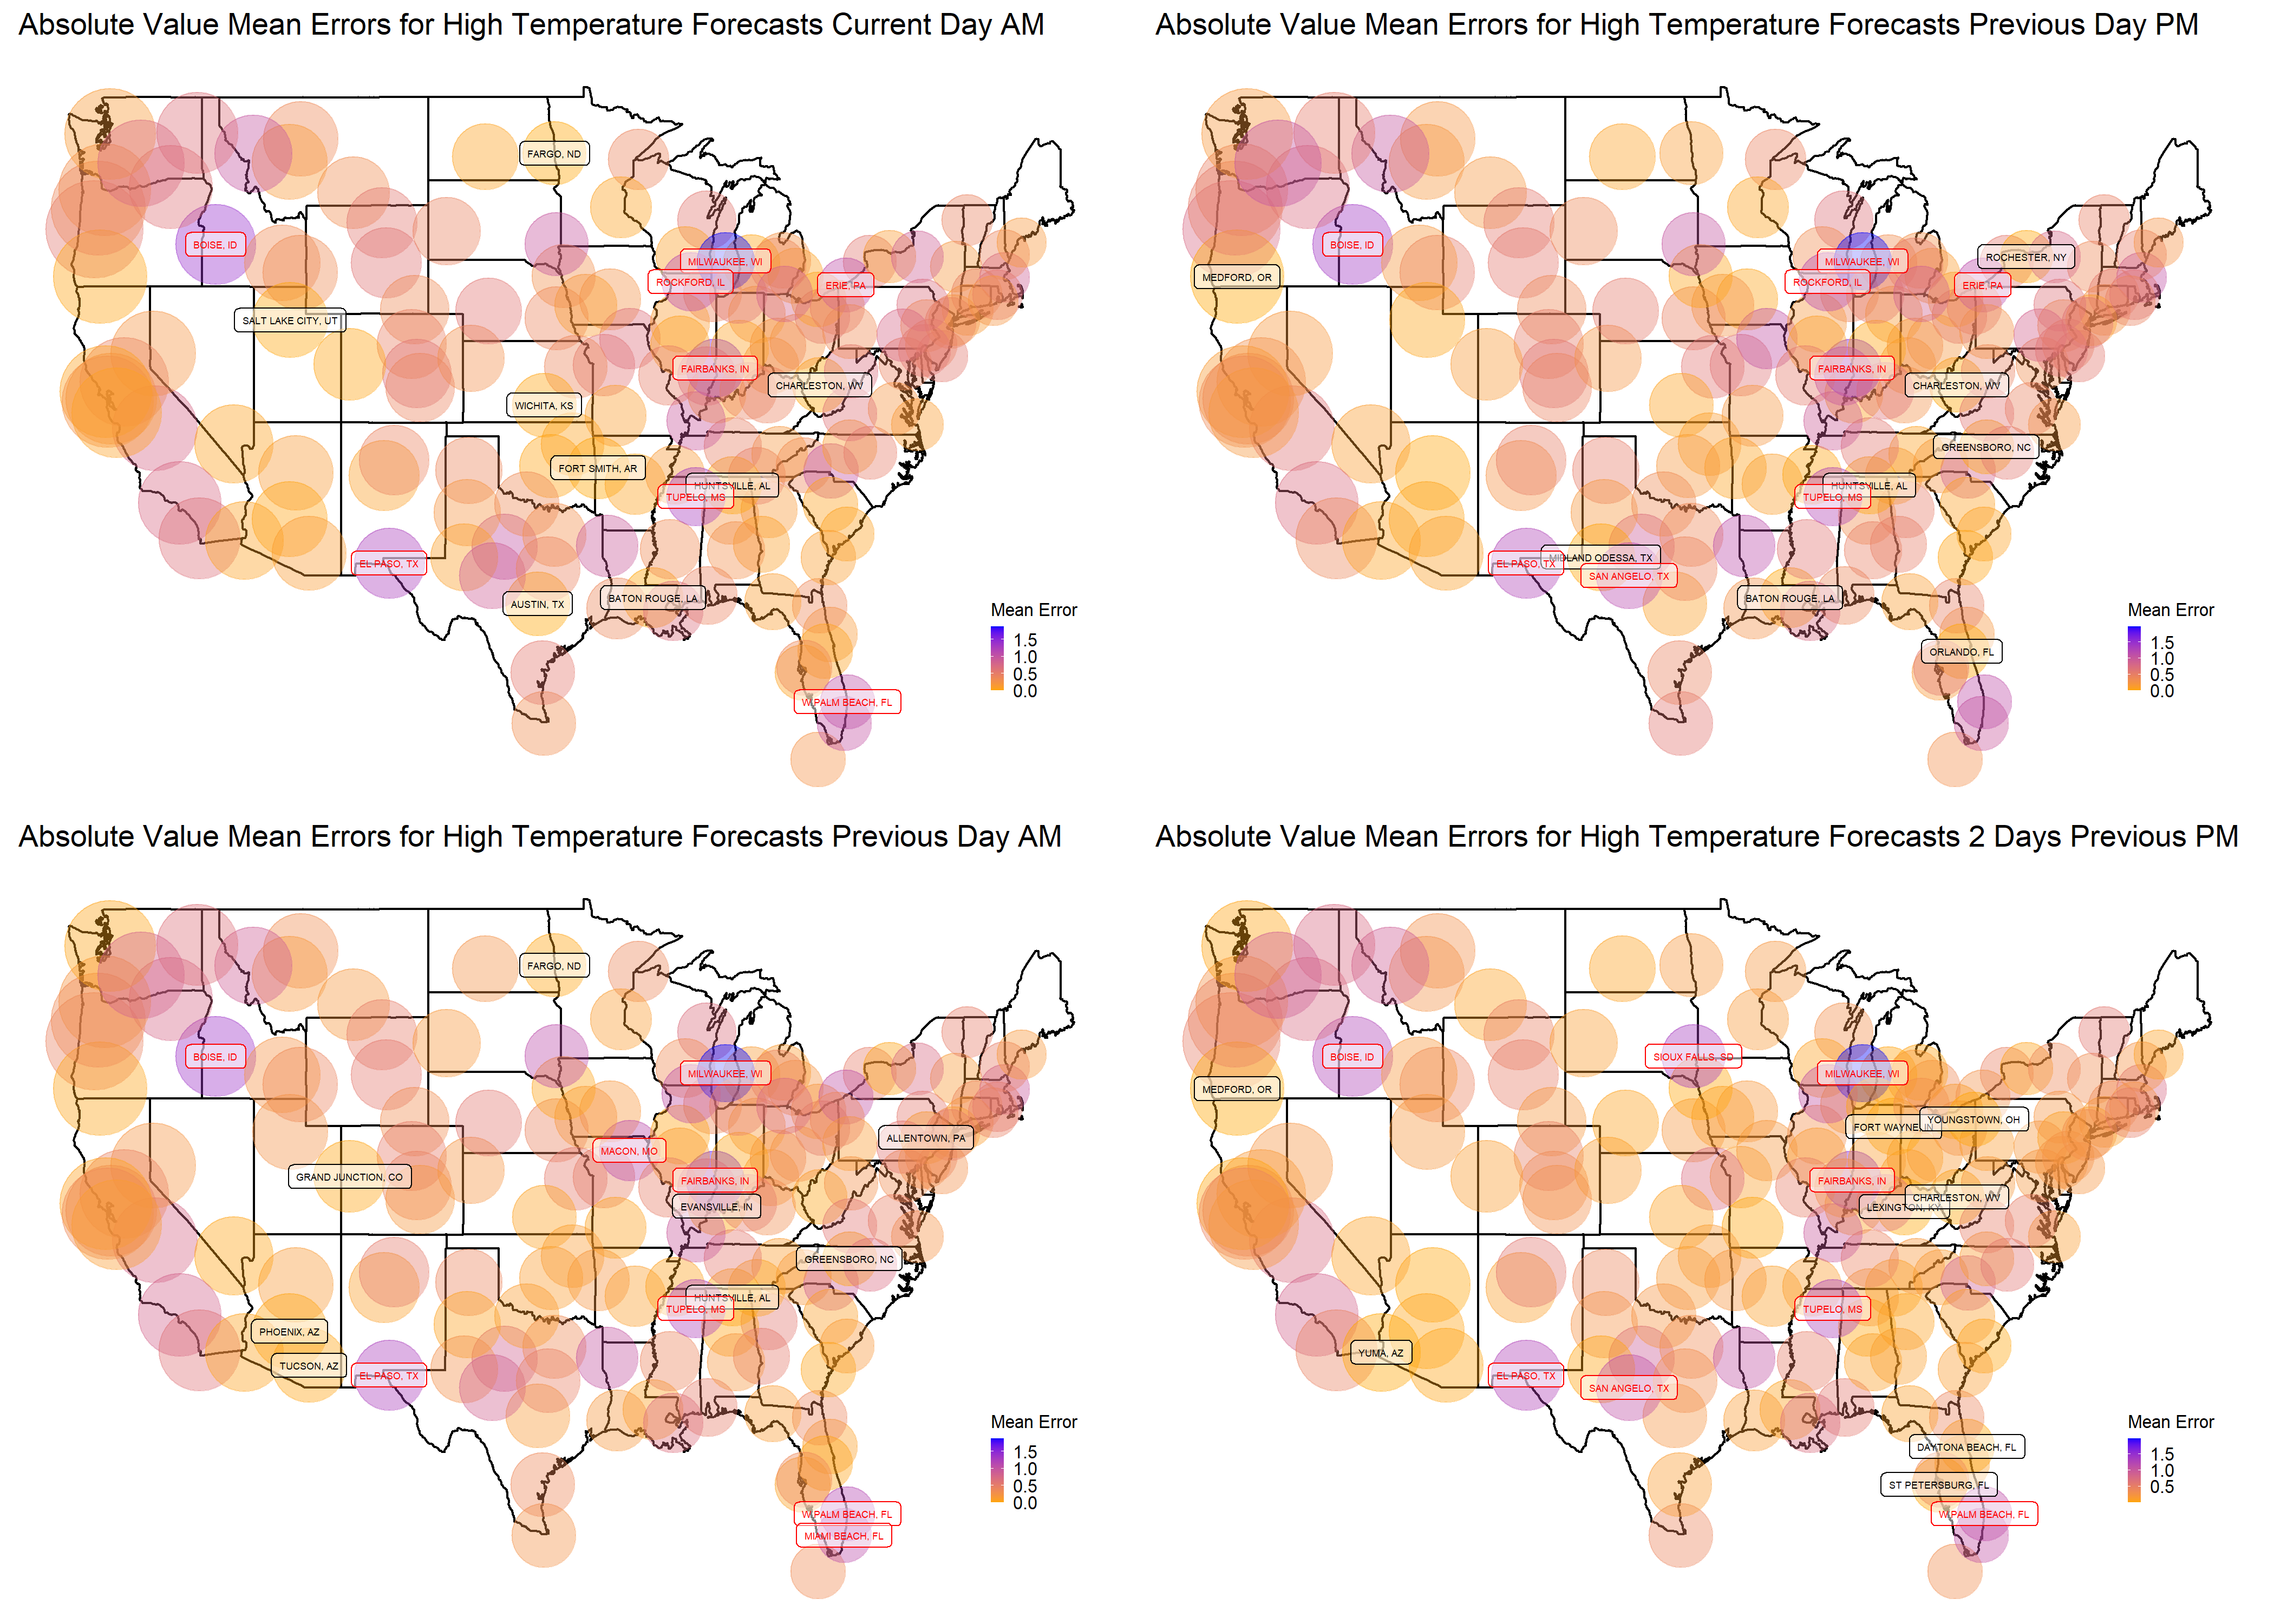 Absolute Value Mean Errors for High Temperature Forecasts Current Day AM
FARGO, ND
BOISE, ID
MILWAUKEE, WI
ROCKFORD, IL
ERIE, PA
SALT LAKE CITY, UT
FAIRBANKS, IN
CHARLESTON, WV
WICHITA, KS
FORT SMITH, AR
HUNTSVILLE, AL
TUPELO, MS
EL PASO, TX
BATON ROUGE, LA
AUSTIN, TX
W PALM BEACH, FL
Mean Error
1.5
1.0
0.5
0.0
Absolute Value Mean Errors for High Temperature Forecasts Previous Day PM
BOISE, ID
ROCHESTER, NY
MILWAUKEE, WI
MEDFORD, OR
ROCKFORD, IL
ERIE, PA
FAIRBANKS, IN
CHARLESTON, WV
GREENSBORO, NC
HUNTSVILLE, AL
TUPELO, MS
MIDLAND ODESSA, TX
EL PASO, TX
SAN ANGELO, TX
BATON ROUGE, LA
ORLANDO, FL
Mean Error
1.5
1.0
0.5
0.0
Absolute Value Mean Errors for High Temperature Forecasts Previous Day AM
FARGO, ND
BOISE, ID
MILWAUKEE, WI
ALLENTOWN, PA
MACON, MO
GRAND JUNCTION, CO
FAIRBANKS, IN
EVANSVILLE, IN
GREENSBORO, NC
HUNTSVILLE, AL
TUPELO, MS
PHOENIX, AZ
TUCSON, AZ
EL PASO, TX
W PALM BEACH, FL
MIAMI BEACH, FL
Mean Error
1.5
1.0
0.5
0.0
Absolute Value Mean Errors for High Temperature Forecasts 2 Days Previous PM
BOISE, ID
SIOUX FALLS, SD
MILWAUKEE, WI
MEDFORD, OR
YOUNGSTOWN, OH
FORT WAYNE, IN
FAIRBANKS, IN
CHARLESTON, WV
LEXINGTON, KY
TUPELO, MS
YUMA, AZ
EL PASO, TX
SAN ANGELO, TX
DAYTONA BEACH, FL
ST PETERSBURG, FL
W PALM BEACH, FL
Mean Error
1.5
1.0
0.5